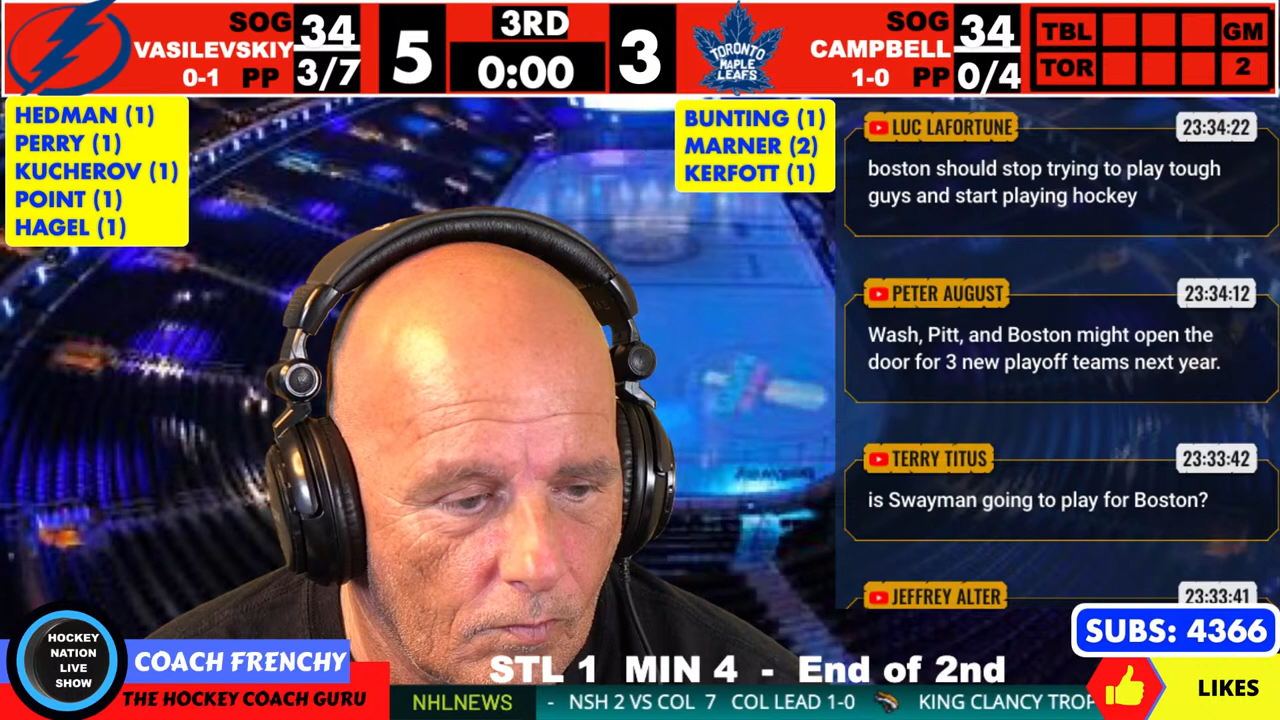 SOG 34
VASILEVSKIY
0-1 PP 3/7
5
3RD
0:00
3
TORONTO
MAPLE
LEAFS
SOG 34
CAMPBELL
1-0 PP 0/4
TBL
TOR
GM
2
HEDMAN (1)
PERRY (1)
KUCHEROV (1)
POINT (1)
HAGEL (1)
BUNTING (1)
MARNER (2)
KERFOTT (1)
LUC LAFORTUNE 23:34:22
boston should stop trying to play tough
guys and start playing hockey
PETER AUGUST 23:34:12
Wash, Pitt, and Boston might open the
door for 3 new playoff teams next year.
TERRY TITUS 23:33:42
is Swayman going to play for Boston?
JEFFREY ALTER 23:33:41
SUBS: 4366
HOCKEY
NATION
LIVE
SHOW
COACH FRENCHY
THE HOCKEY COACH GURU
STL 1 MIN 4 - End of 2nd
NHLNEWS - NSH 2 VS COL 7 COL LEAD 1-0 KING CLANCY TROP
LIKES